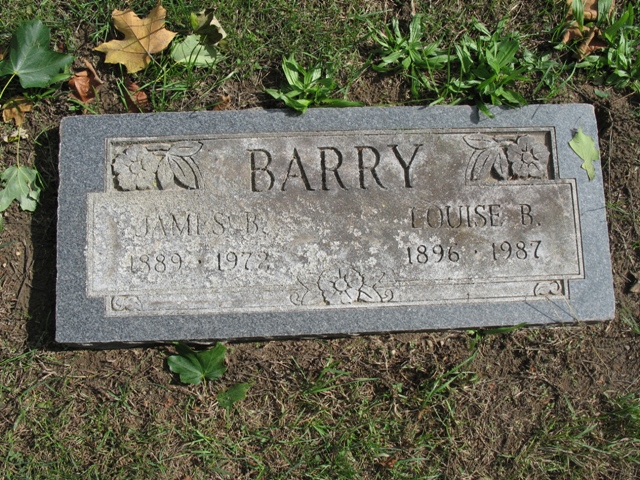 BARRY
JAMES B. LOUISE B.
1889 · 1972 1896 · 1987